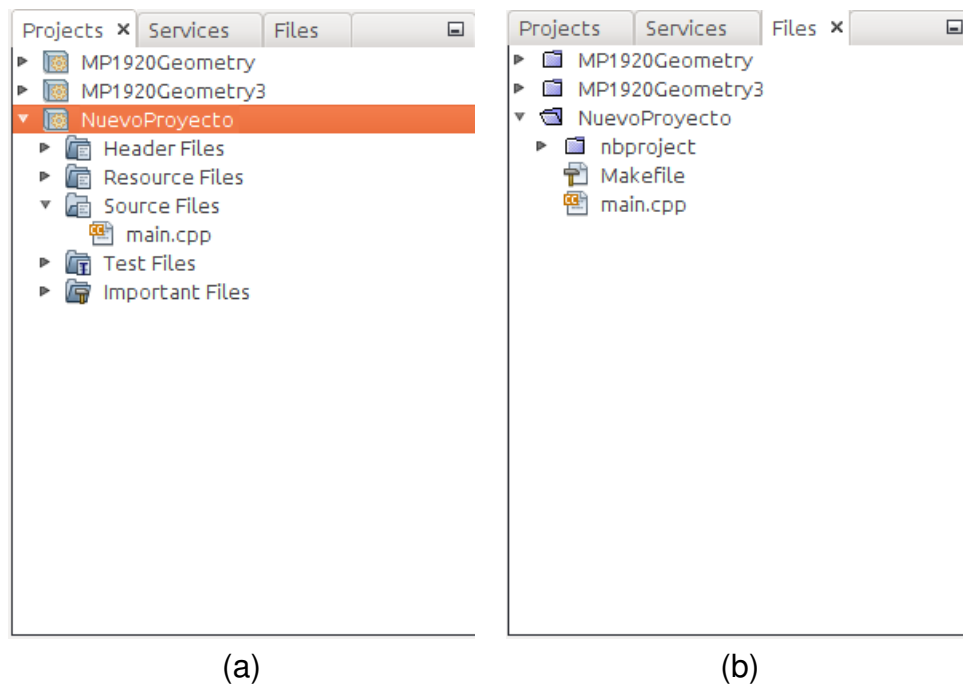 Projects Services Files
MP1920Geometry
MP1920Geometry3
NuevoProyecto
Header Files
Resource Files
Source Files
main.cpp
Test Files
Important Files
(a)
Projects Services Files
MP1920Geometry
MP1920Geometry3
NuevoProyecto
nbproject
Makefile
main.cpp
(b)